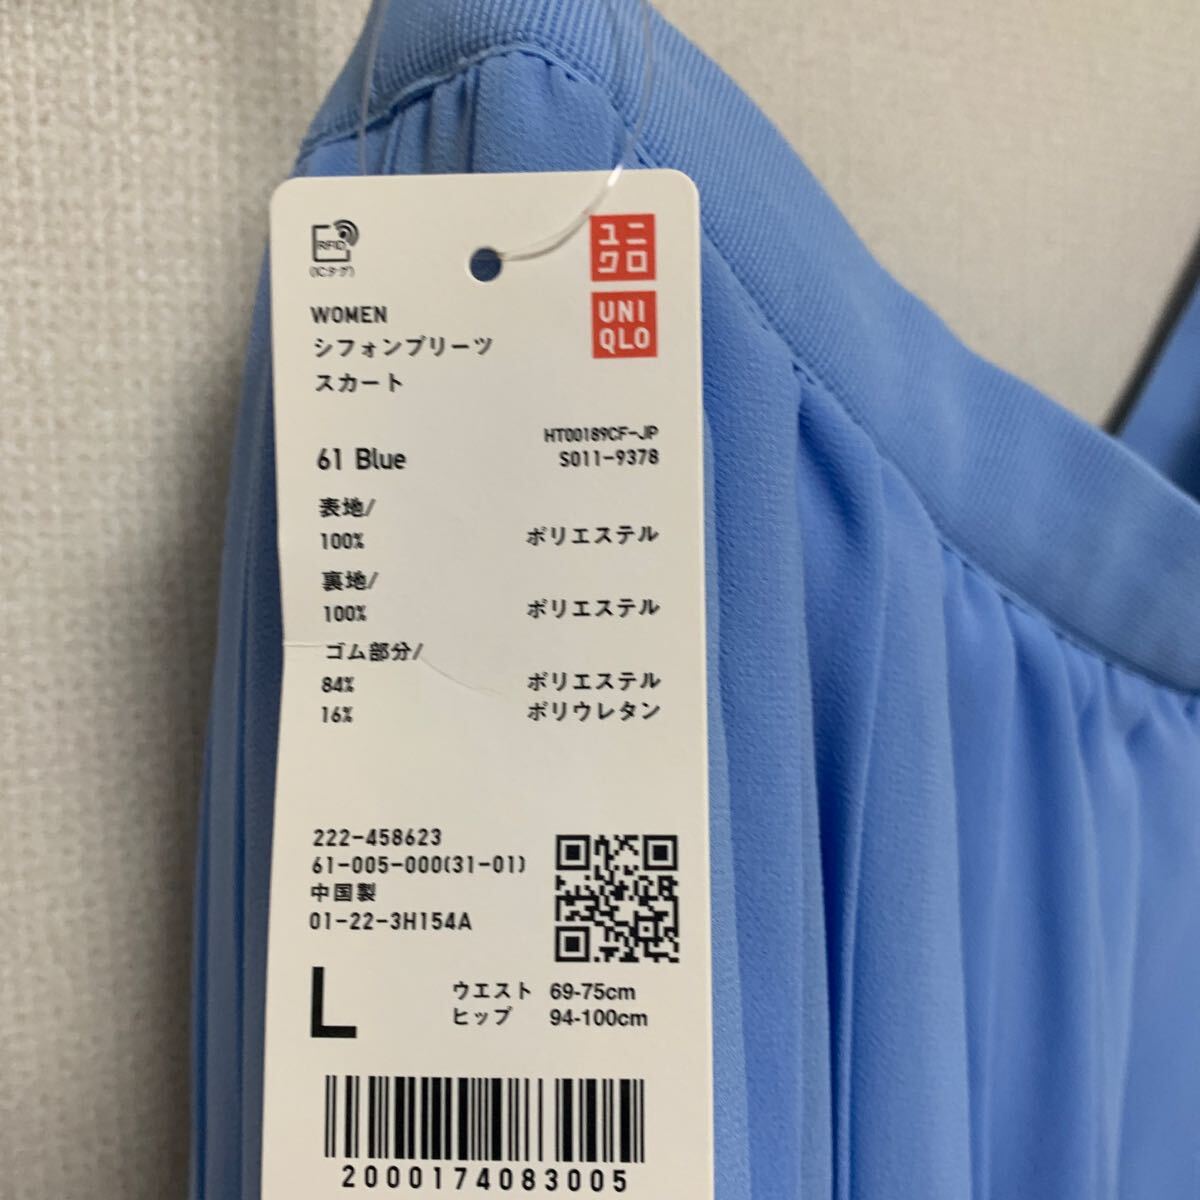 RFID
(ICタグ)
ユニ
クロ
UNI
QLO
WOMEN
シフォンプリーツ
スカート
61 Blue
HT00189CF-JP
S011-9378
表地/
100% ポリエステル
裏地/
100% ポリエステル
ゴム部分/
84% ポリエステル
16% ポリウレタン
222-458623
61-005-000(31-01)
中国製
01-22-3H154A
L
ウエスト 69-75cm
ヒップ 94-100cm
2000174083005